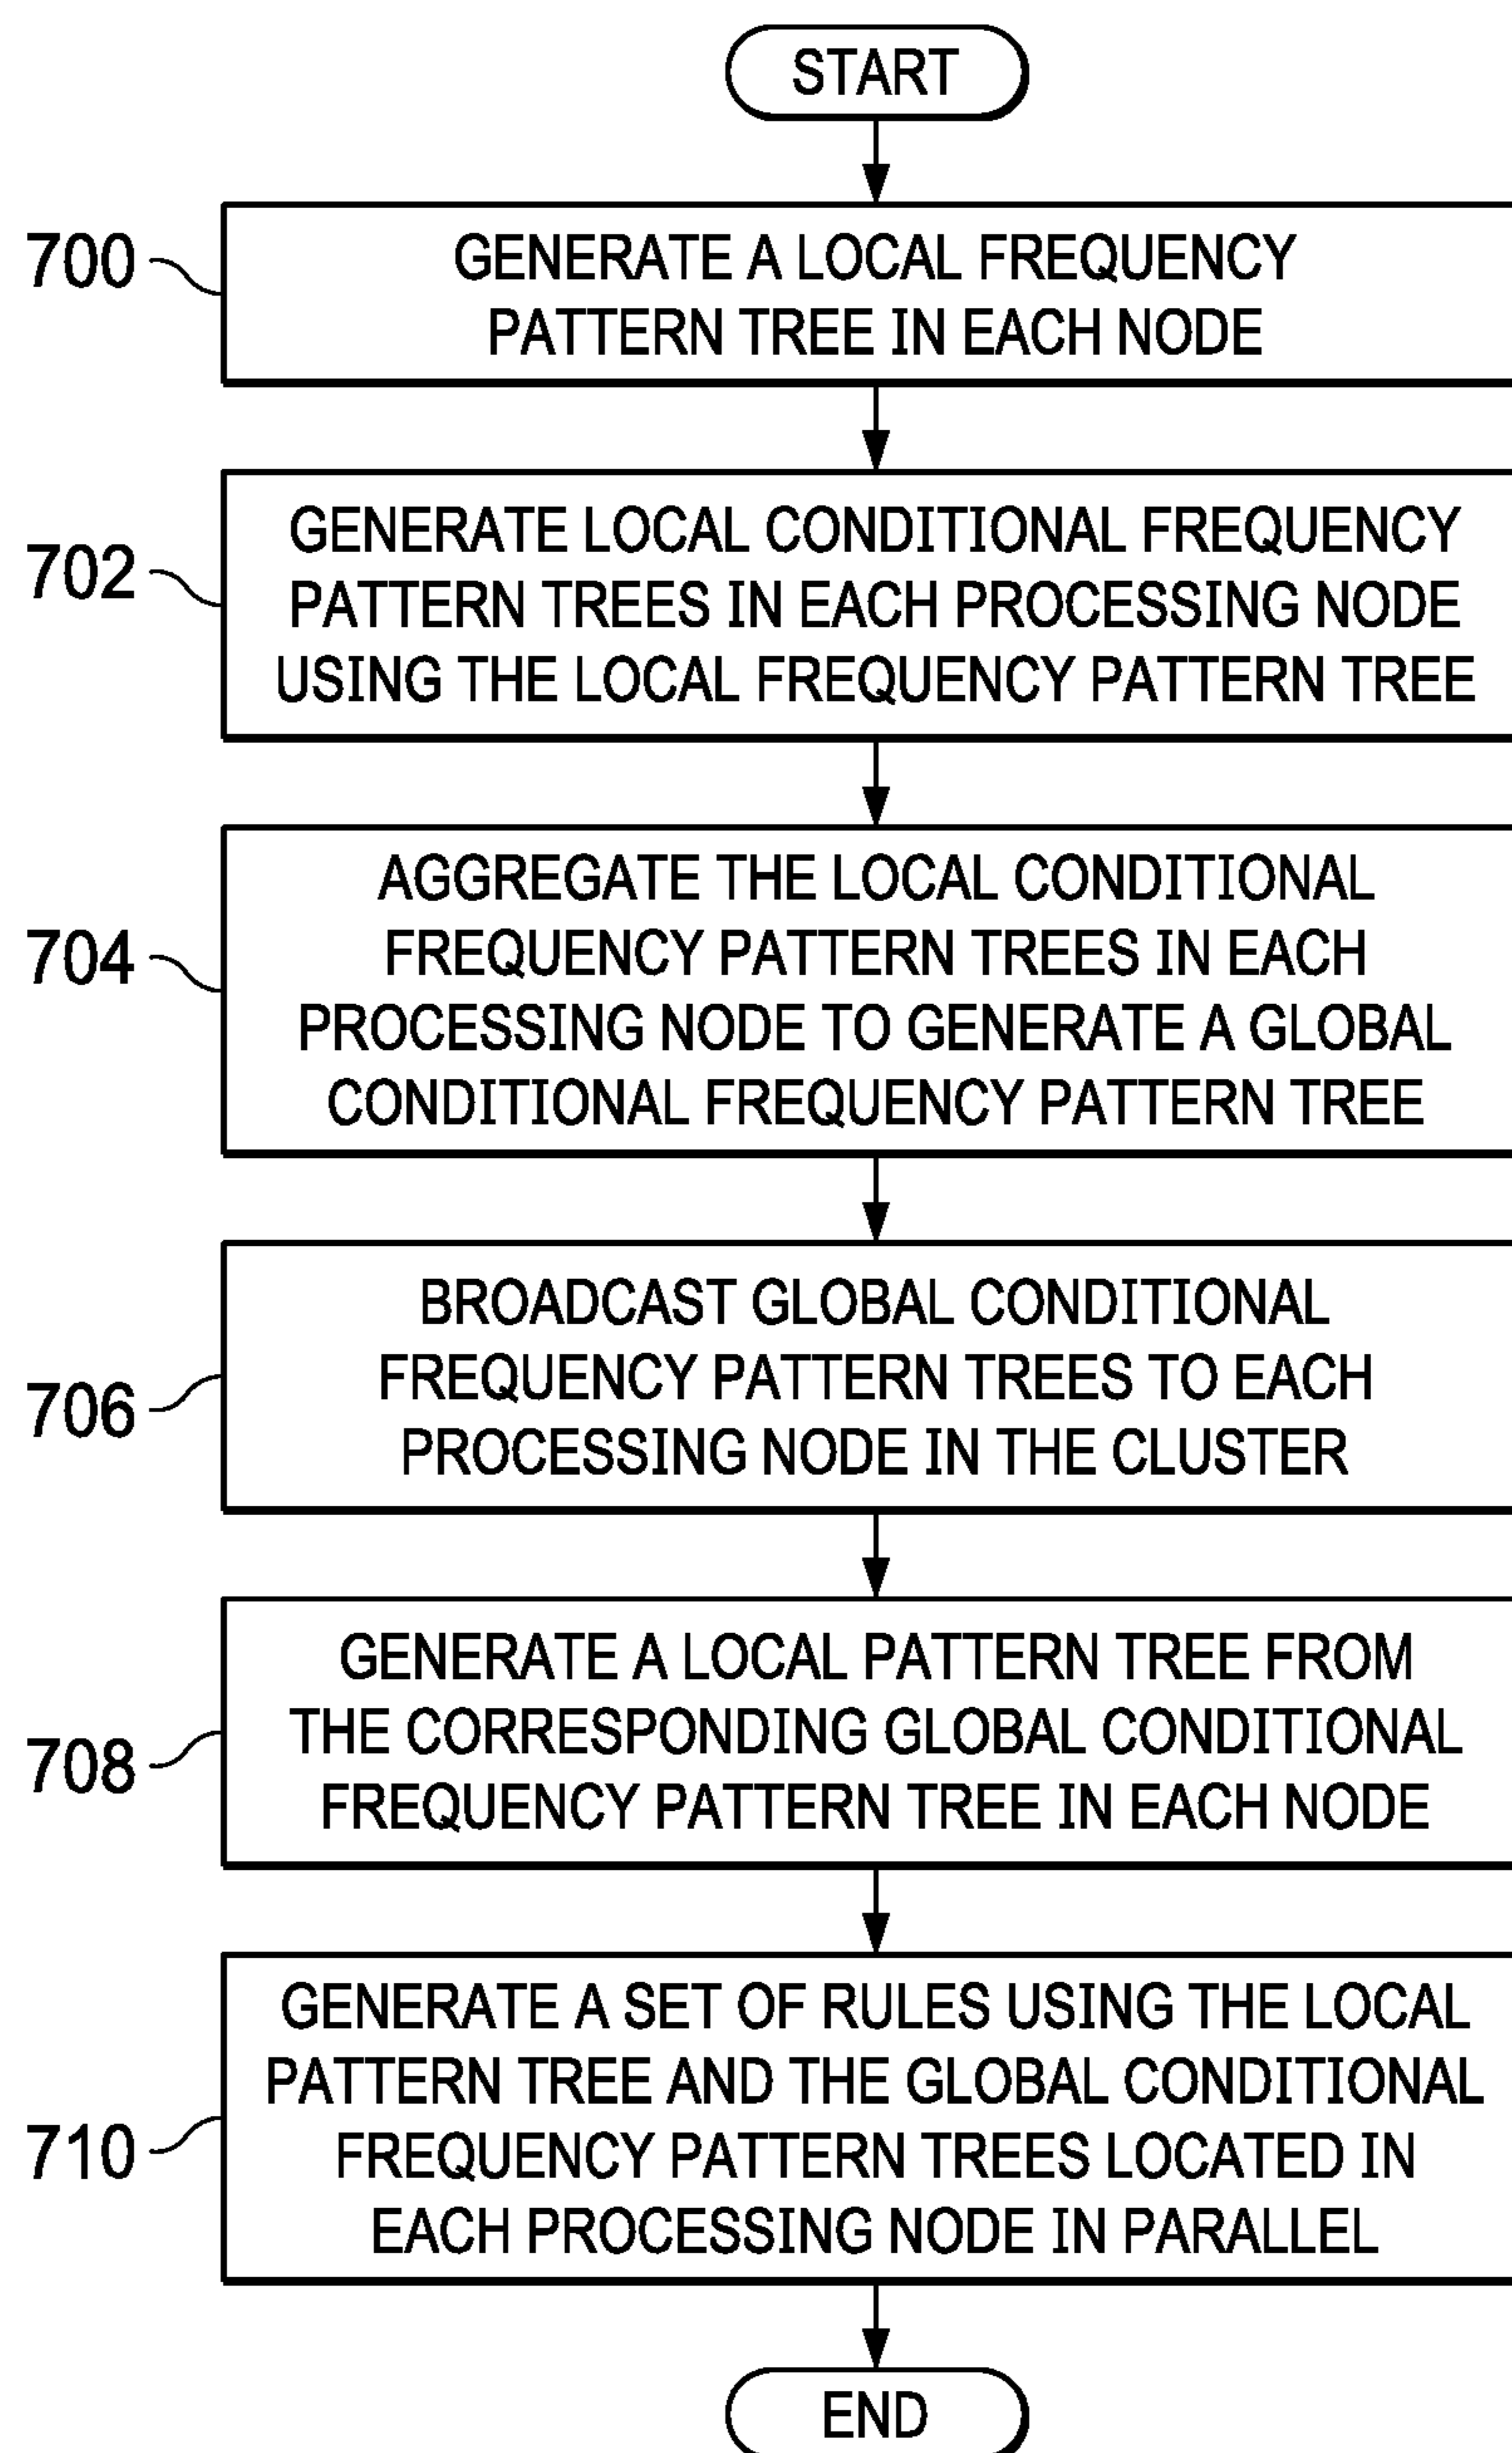 START
700
GENERATE A LOCAL FREQUENCY
PATTERN TREE IN EACH NODE
702
GENERATE LOCAL CONDITIONAL FREQUENCY
PATTERN TREES IN EACH PROCESSING NODE
USING THE LOCAL FREQUENCY PATTERN TREE
704
AGGREGATE THE LOCAL CONDITIONAL
FREQUENCY PATTERN TREES IN EACH
PROCESSING NODE TO GENERATE A GLOBAL
CONDITIONAL FREQUENCY PATTERN TREE
706
BROADCAST GLOBAL CONDITIONAL
FREQUENCY PATTERN TREES TO EACH
PROCESSING NODE IN THE CLUSTER
708
GENERATE A LOCAL PATTERN TREE FROM
THE CORRESPONDING GLOBAL CONDITIONAL
FREQUENCY PATTERN TREE IN EACH NODE
710
GENERATE A SET OF RULES USING THE LOCAL
PATTERN TREE AND THE GLOBAL CONDITIONAL
FREQUENCY PATTERN TREES LOCATED IN
EACH PROCESSING NODE IN PARALLEL
END